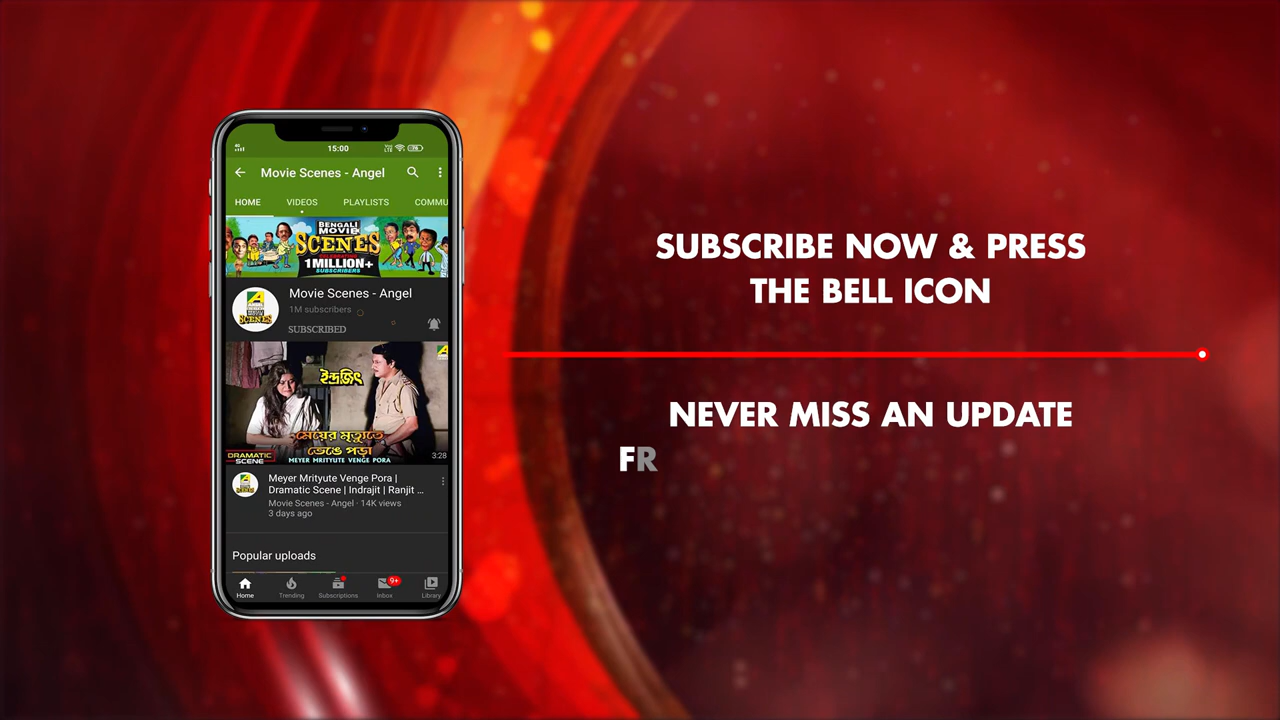 4G
15:00
Movie Scenes - Angel
HOME VIDEOS PLAYLISTS COMMU
BENGALI
MOVIE
SCENES
CELEBRATING
1MILLION+
SUBSCRIBERS
Movie Scenes - Angel
1M subscribers
SUBSCRIBED
ইন্দ্রজিৎ
মেয়ের মৃত্যুতে
ভেঙে পড়া
DRAMATIC
SCENE
MEYER MRITYUTE VENGE PORA
3:28
Meyer Mrityute Venge Pora |
Dramatic Scene | Indrajit | Ranjit ...
Movie Scenes - Angel · 14K views
3 days ago
Popular uploads
9+
Home Trending Subscriptions Inbox Library
SUBSCRIBE NOW & PRESS
THE BELL ICON
NEVER MISS AN UPDATE
FR